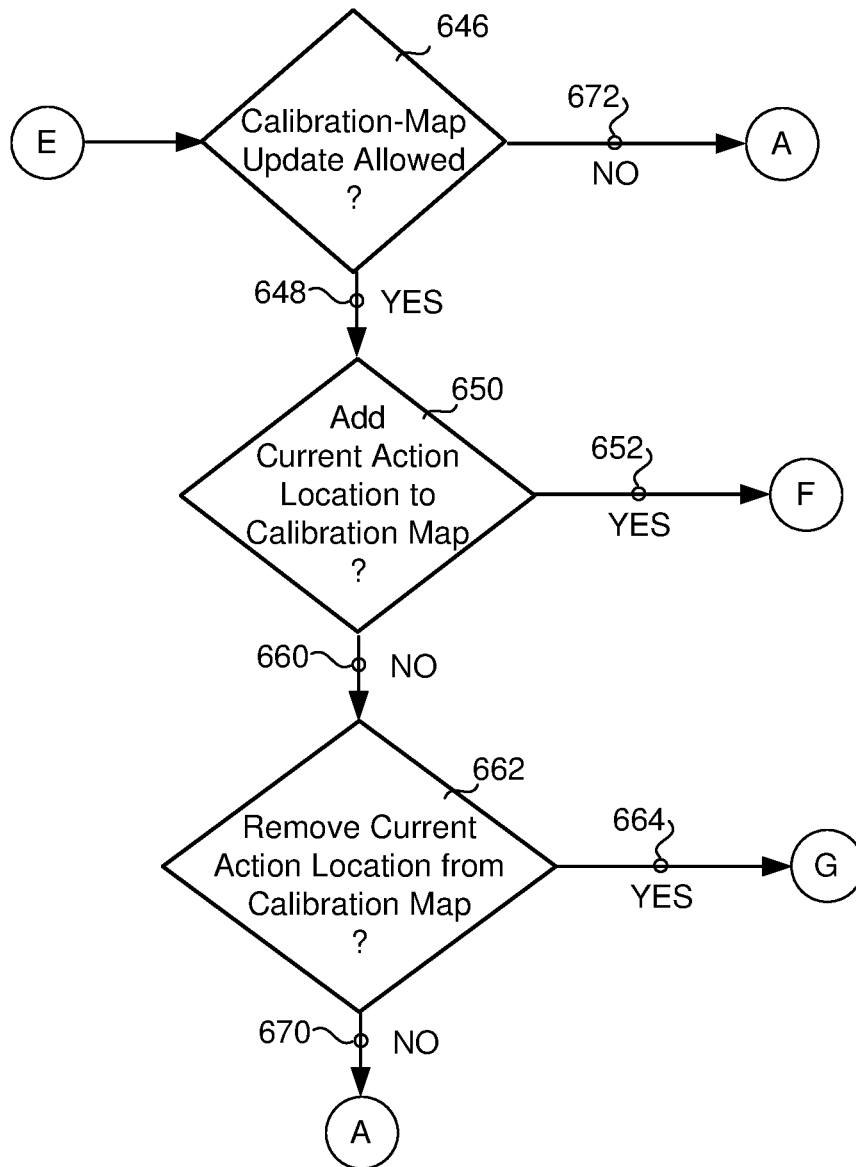 646
672
E
Calibration-Map
Update Allowed
?
A
NO
648
YES
650
Add
Current Action
Location to
Calibration Map
?
652
F
YES
660
NO
662
Remove Current
Action Location from
Calibration Map
?
664
G
YES
670
NO
A